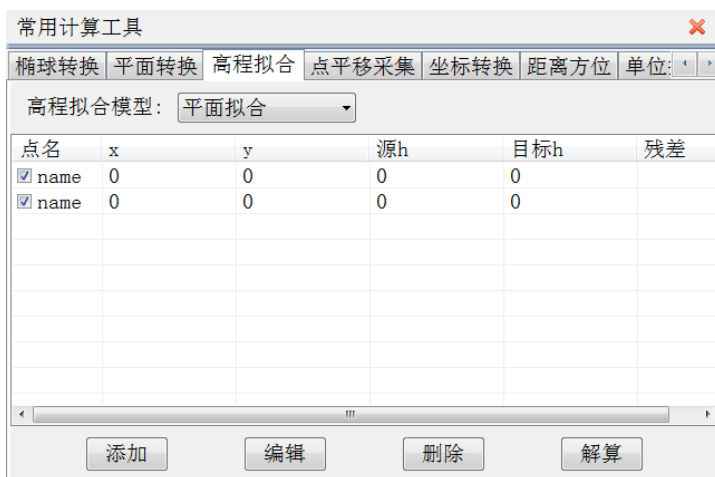 常用计算工具
椭球转换 平面转换 高程拟合 点平移采集 坐标转换 距离方位 单位
高程拟合模型: 平面拟合
点名 x y 源h 目标h 残差
name 0 0 0 0
name 0 0 0 0
添加 编辑 删除 解算